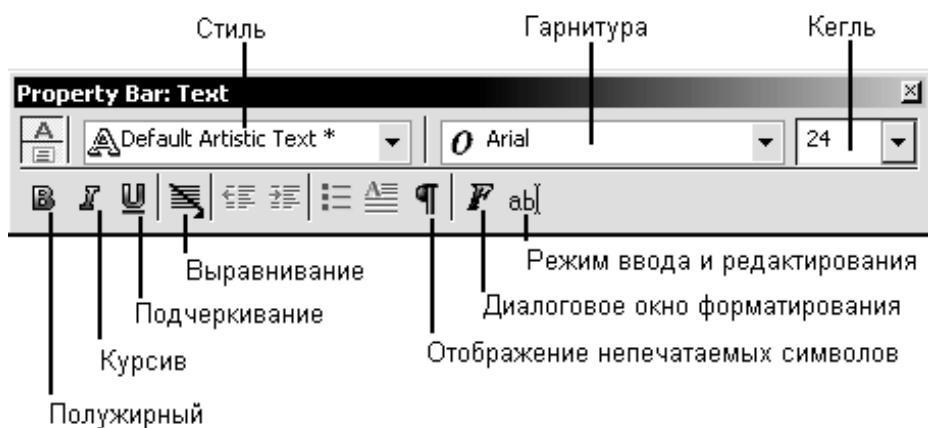 Стиль Гарнитура Кегль
Property Bar: Text
Default Artistic Text * Arial 24
B I U ¶ F ab
Режим ввода и редактирования
Выравнивание
Диалоговое окно форматирования
Подчеркивание
Отображение непечатаемых символов
Курсив
Полужирный